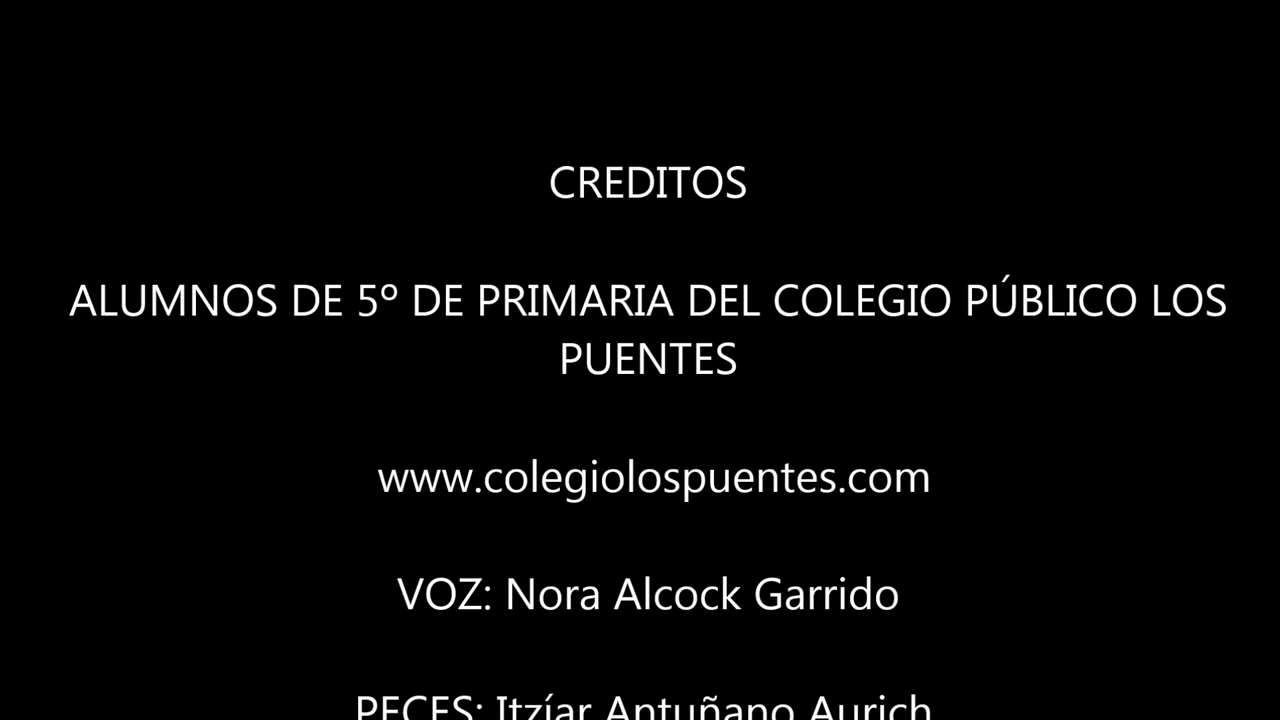 CREDITOS
ALUMNOS DE 5º DE PRIMARIA DEL COLEGIO PÚBLICO LOS
PUENTES
www.colegiolospuentes.com
VOZ: Nora Alcock Garrido
PECES: Itzíar Antuñano Aurich